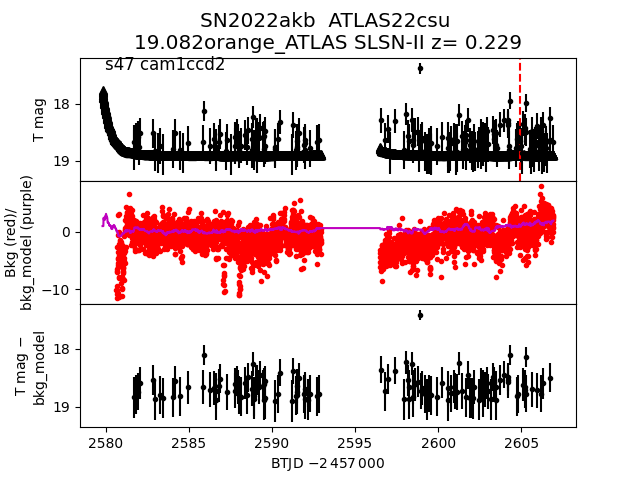 SN2022akb ATLAS22csu
19.082orange_ATLAS SLSN-II z= 0.229
s47 cam1ccd2
T mag
18
19
Bkg (red)/
bkg_model (purple)
0
−10
T mag −
bkg_model
18
19
2580 2585 2590 2595 2600 2605
BTJD −2 457 000